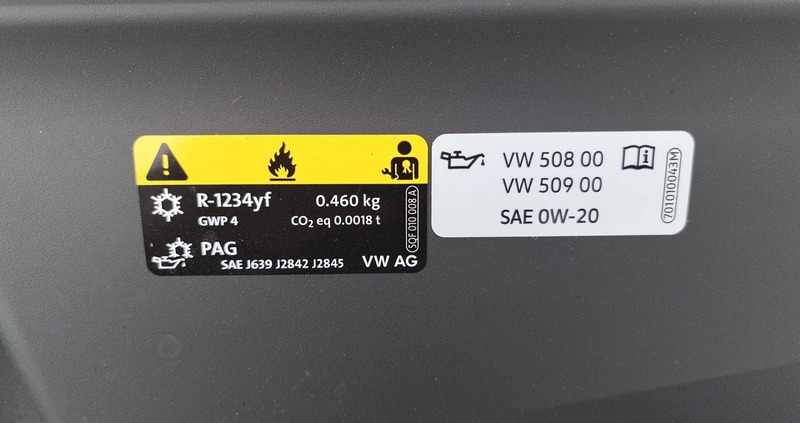 R-1234yf 0.460 kg
GWP 4 CO₂ eq 0.0018 t
PAG
SAE J639 J2842 J2845 VW AG
5QF 010 008 A
VW 508 00
VW 509 00
SAE 0W-20
701010043M